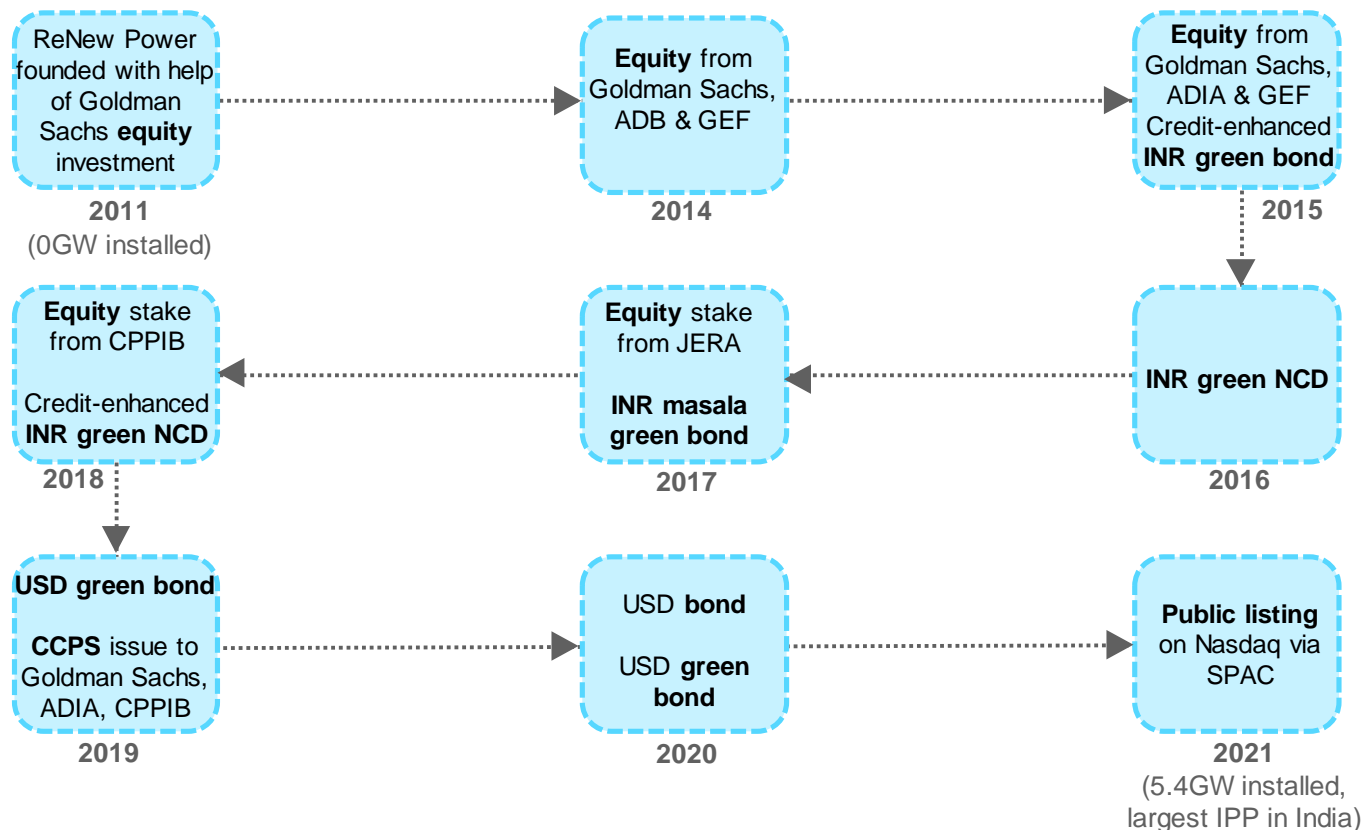 ReNew Power
founded with help
of Goldman
Sachs equity
investment
2011
(0GW installed)
Equity from
Goldman Sachs,
ADB & GEF
2014
Equity from
Goldman Sachs,
ADIA & GEF
Credit-enhanced
INR green bond
2015
INR green NCD
2016
Equity stake
from JERA
INR masala
green bond
2017
Equity stake
from CPPIB
Credit-enhanced
INR green NCD
2018
USD green bond
CCPS issue to
Goldman Sachs,
ADIA, CPPIB
2019
USD bond
USD green
bond
2020
Public listing
on Nasdaq via
SPAC
2021
(5.4GW installed,
largest IPP in India)